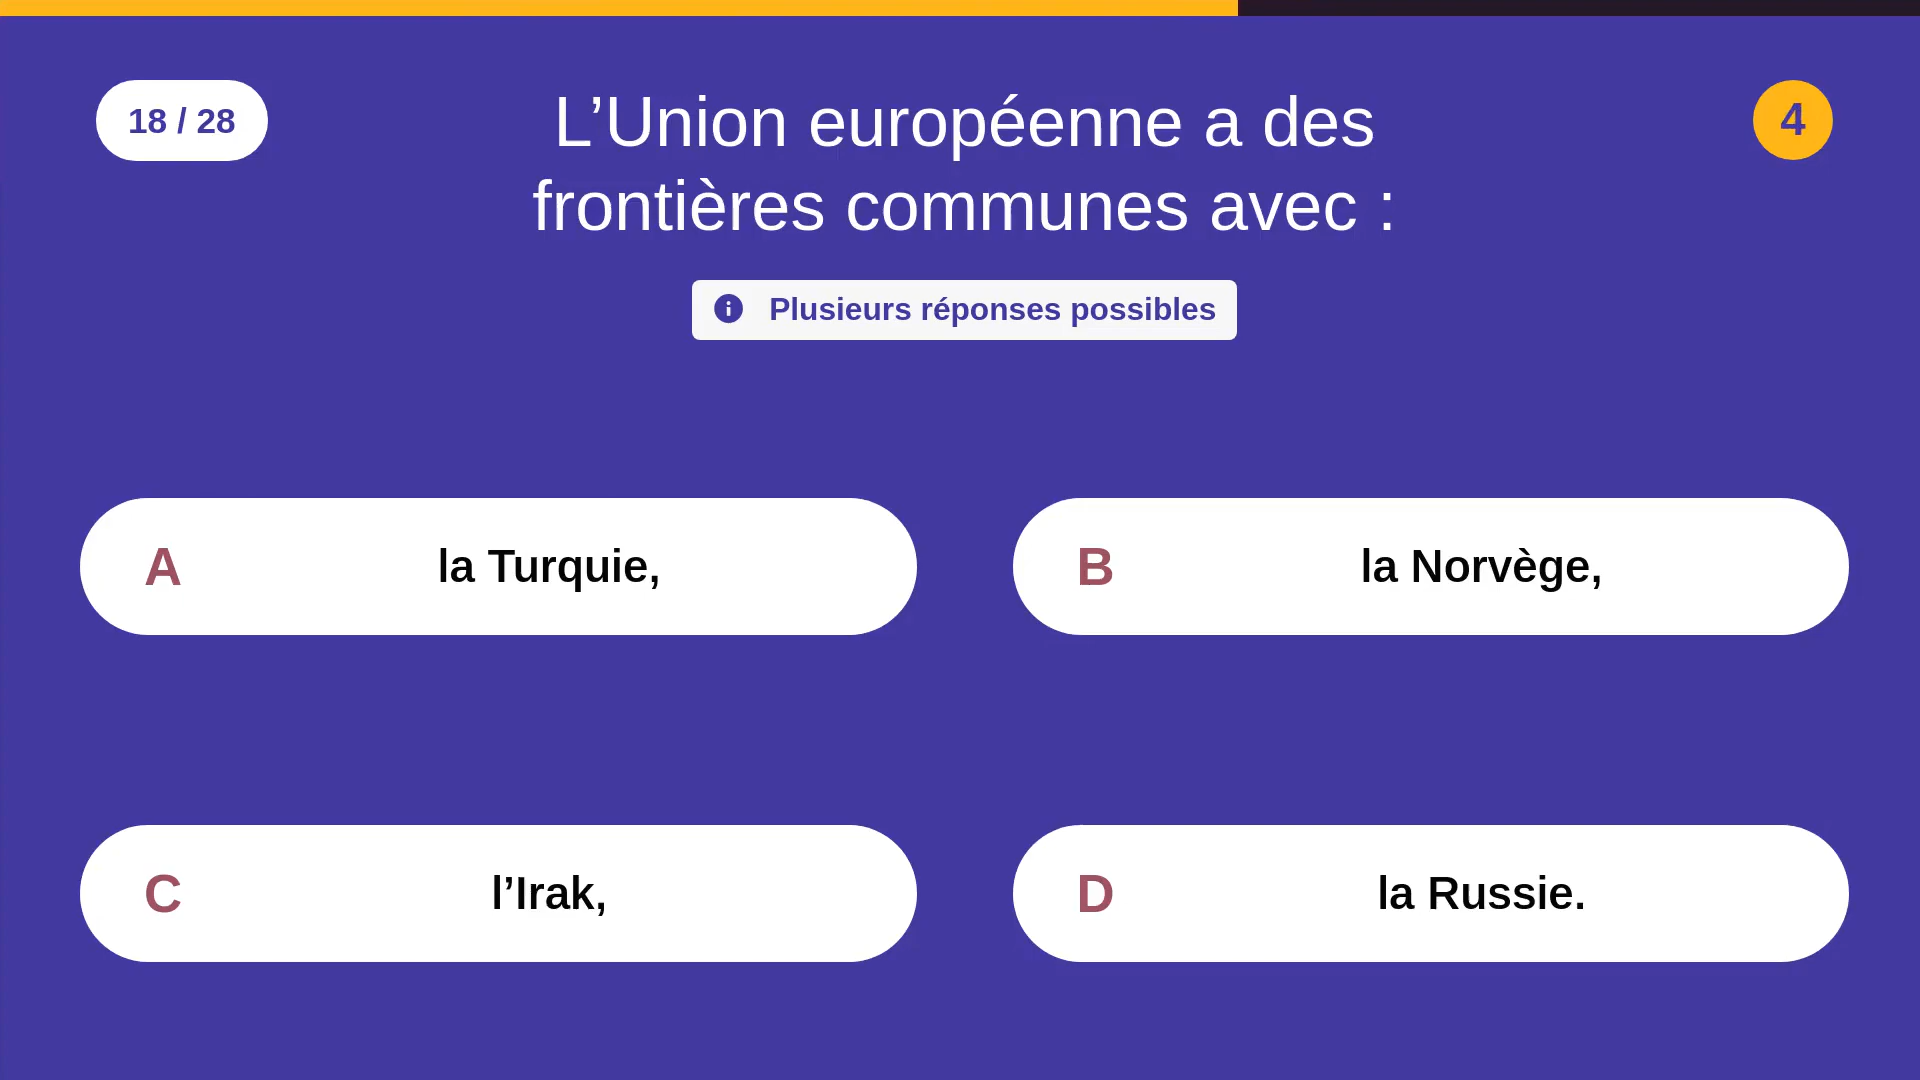 18 / 28
L’Union européenne a des
frontières communes avec :
4
Plusieurs réponses possibles
A
la Turquie,
B
la Norvège,
C
l’Irak,
D
la Russie.